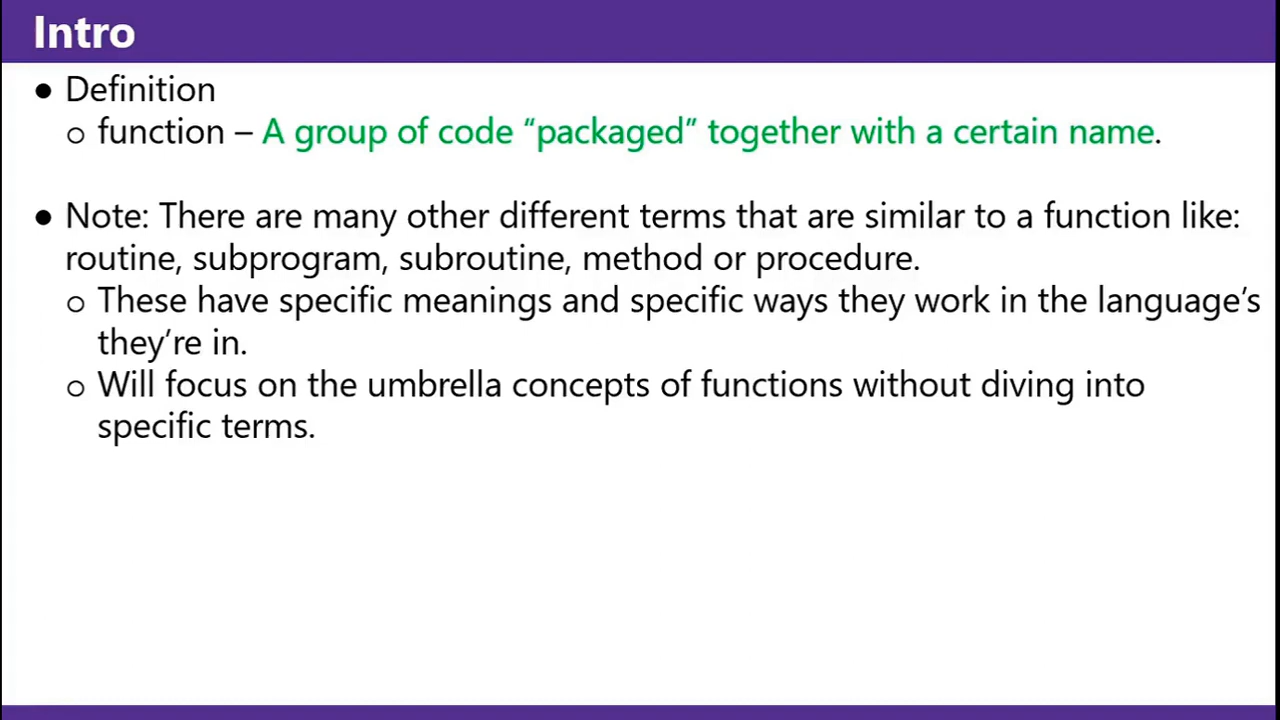 Intro
● Definition
○ function – A group of code “packaged” together with a certain name.
● Note: There are many other different terms that are similar to a function like:
routine, subprogram, subroutine, method or procedure.
○ These have specific meanings and specific ways they work in the language’s
they’re in.
○ Will focus on the umbrella concepts of functions without diving into
specific terms.